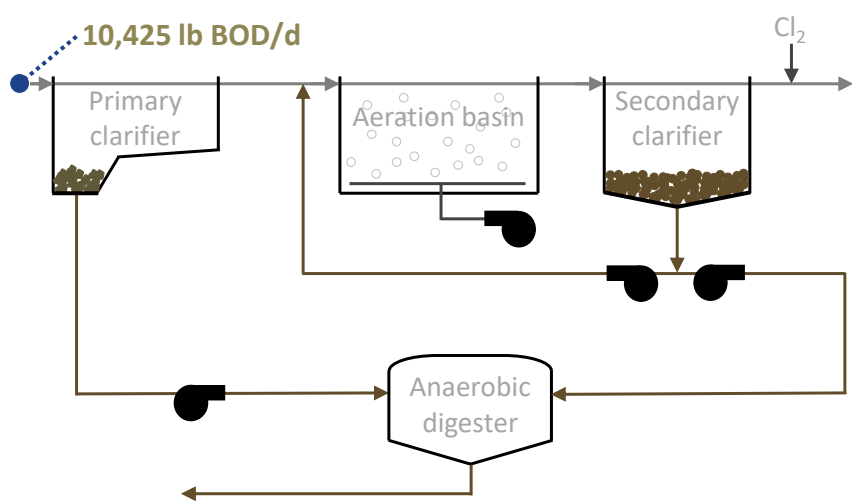 10,425 lb BOD/d
Cl₂
Primary
clarifier
Aeration basin
Secondary
clarifier
Anaerobic
digester